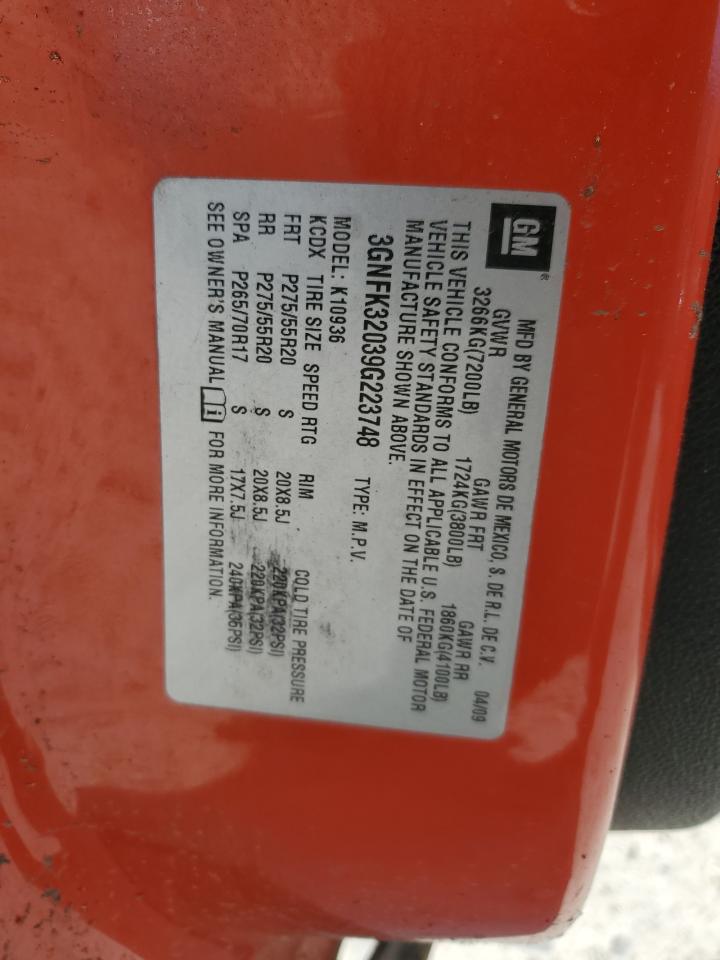 GM®
MFD BY GENERAL MOTORS DE MEXICO, S. DE R.L. DE C.V. 04/09
GVWR GAWR FRT GAWR RR
3266KG(7200LB) 1724KG(3800LB) 1860KG(4100LB)
THIS VEHICLE CONFORMS TO ALL APPLICABLE U.S. FEDERAL MOTOR
VEHICLE SAFETY STANDARDS IN EFFECT ON THE DATE OF
MANUFACTURE SHOWN ABOVE.
3GNFK32039G223748 TYPE: M.P.V.
MODEL: K10936
KCDX TIRE SIZE SPEED RTG RIM COLD TIRE PRESSURE
FRT P275/55R20 S 20X8.5J 220KPA(32PSI)
RR P275/55R20 S 20X8.5J 220KPA(32PSI)
SPA P265/70R17 S 17X7.5J 240KPA(36PSI)
SEE OWNER'S MANUAL i FOR MORE INFORMATION.